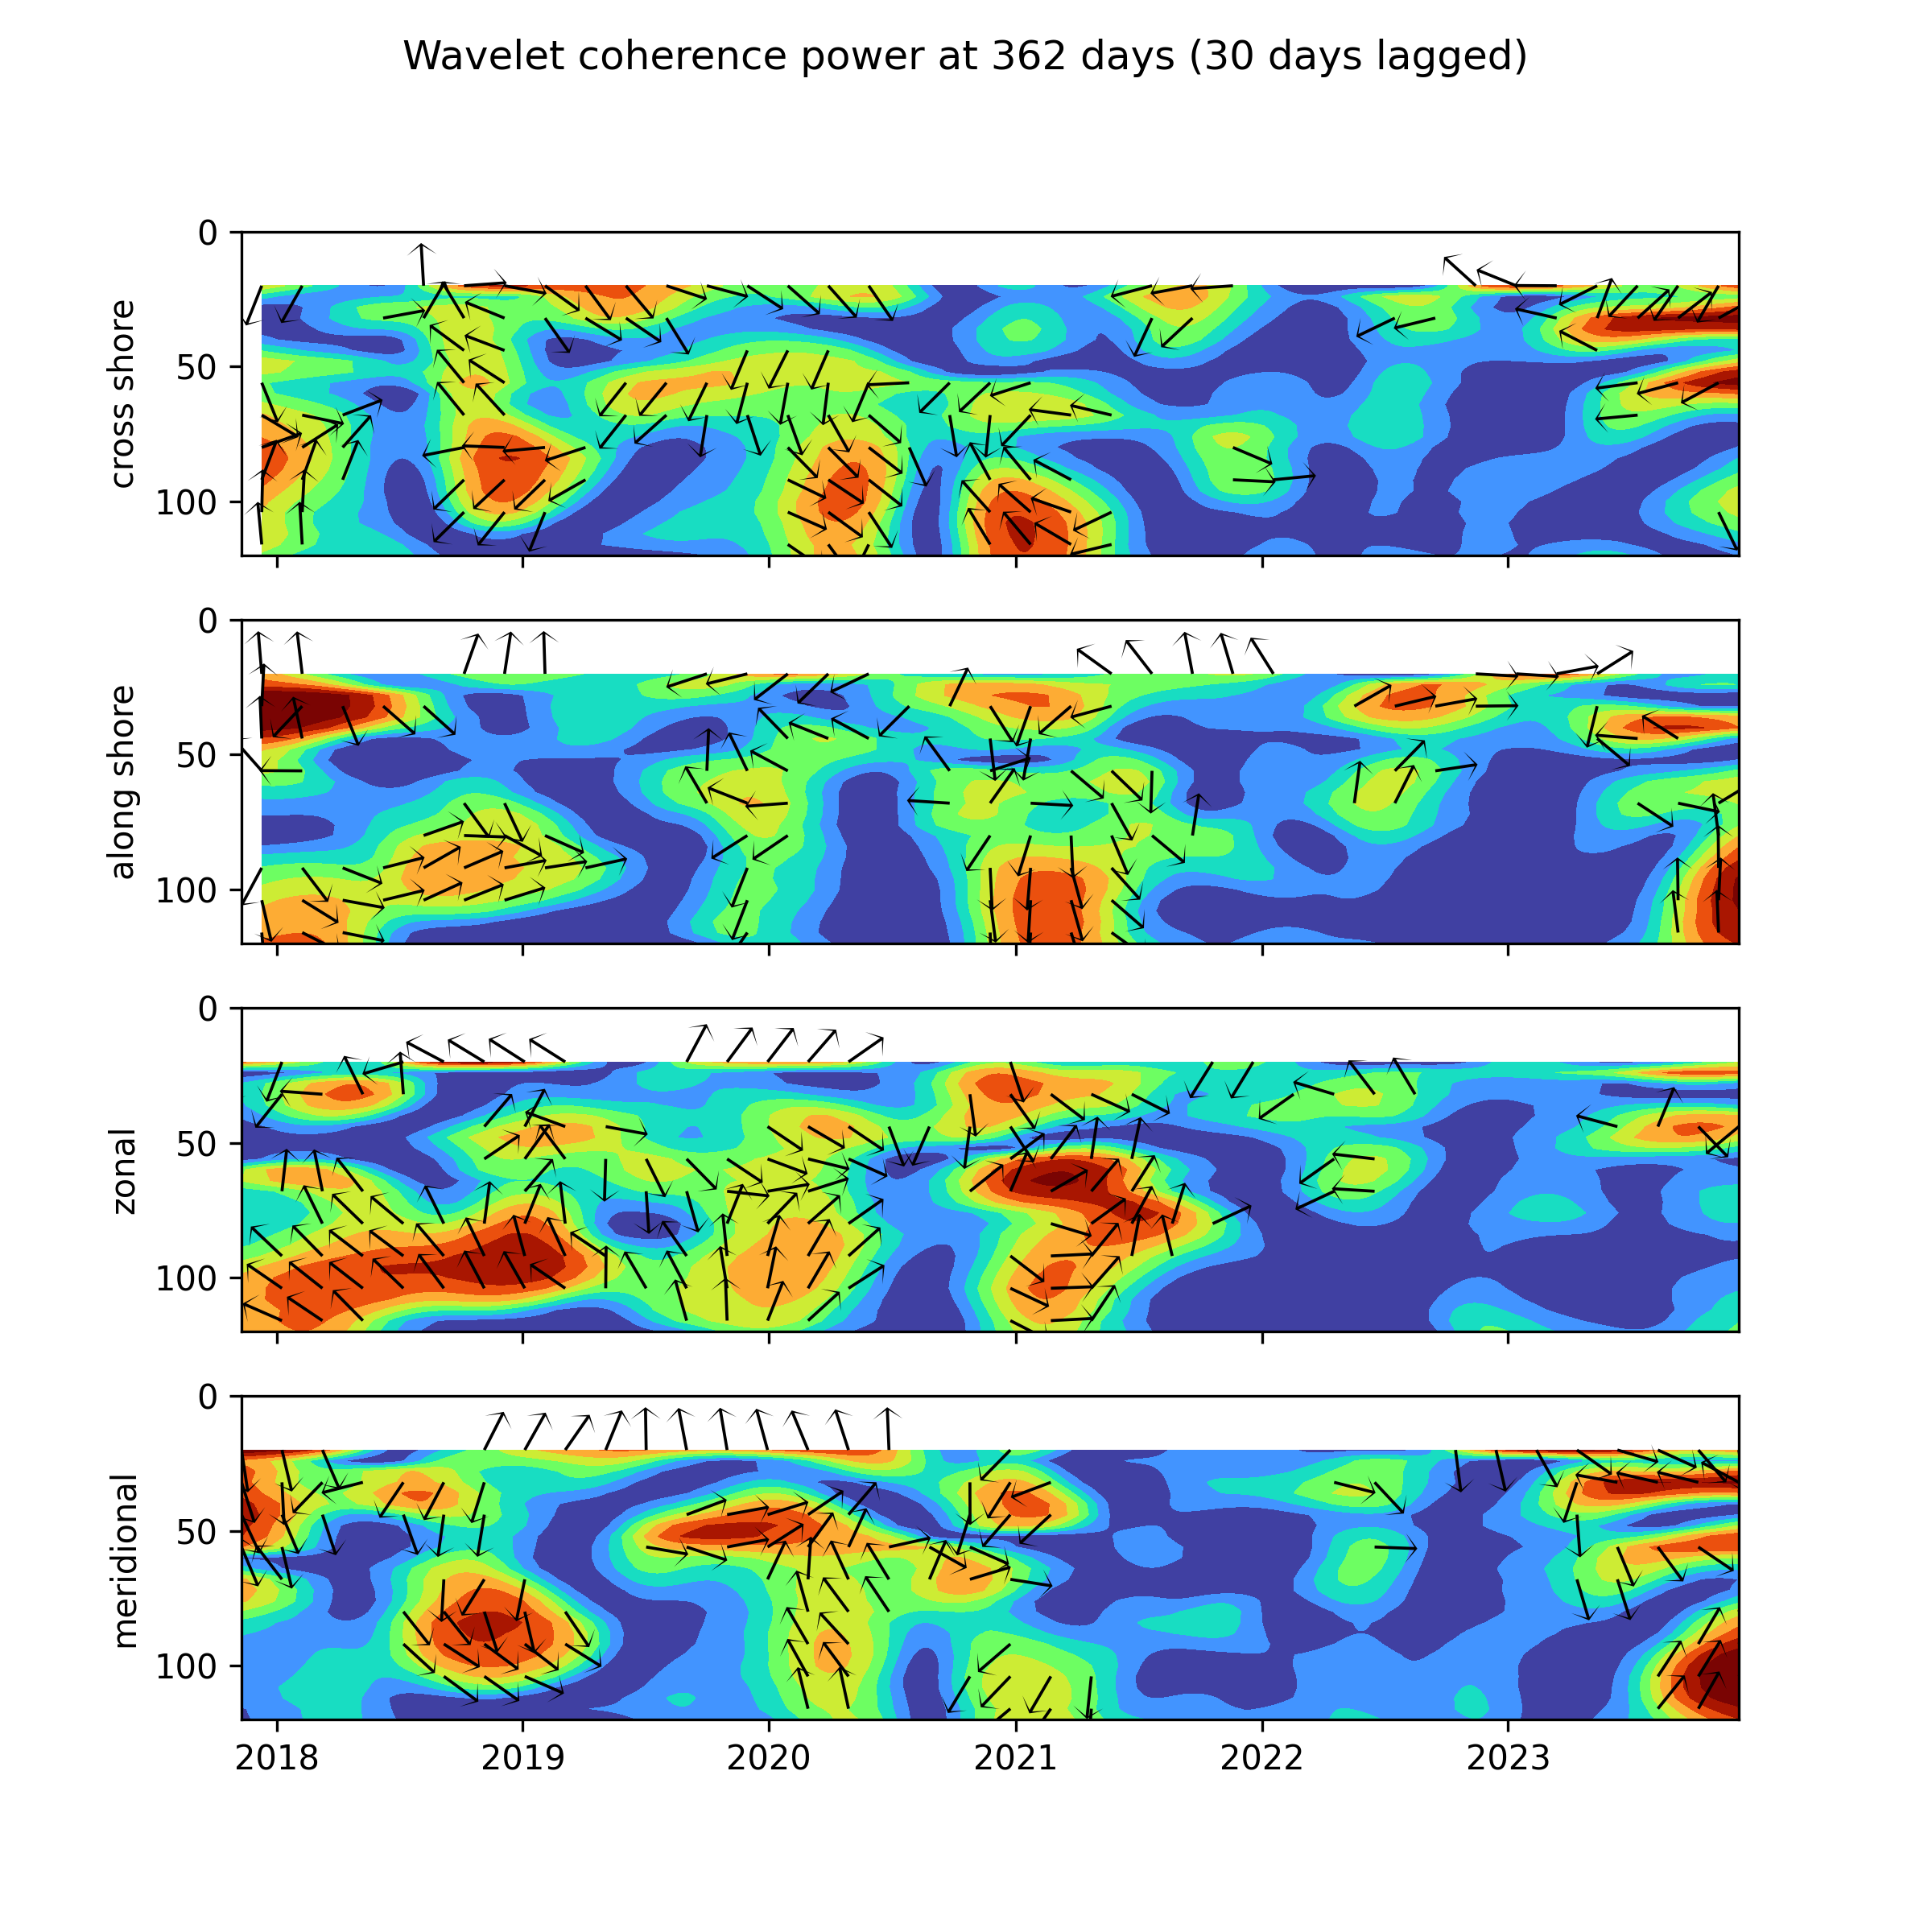 Wavelet coherence power at 362 days (30 days lagged)
0
50
100
cross shore
0
50
100
along shore
0
50
100
zonal
0
50
100
meridional
2018 2019 2020 2021 2022 2023